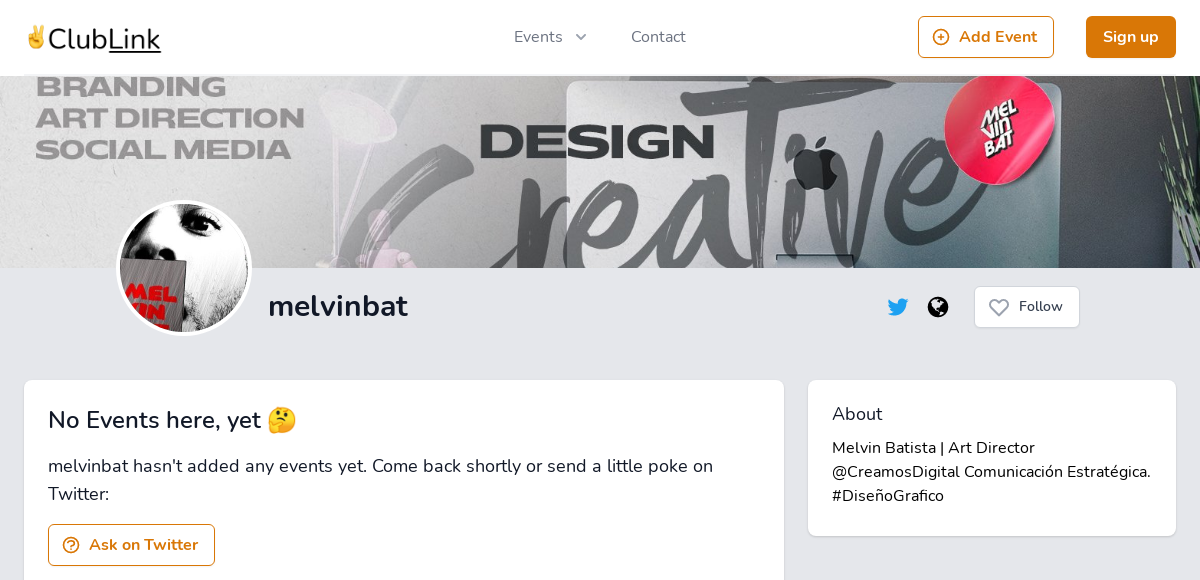 ClubLink
Events
Contact
Add Event
Sign up
BRANDING
ART DIRECTION
SOCIAL MEDIA
DESIGN
Creative
MEL
VIN
BAT
MEL
VIN
melvinbat
Follow
No Events here, yet 🤔
melvinbat hasn't added any events yet. Come back shortly or send a little poke on
Twitter:
Ask on Twitter
About
Melvin Batista | Art Director
@CreamosDigital Comunicación Estratégica.
#DiseñoGrafico